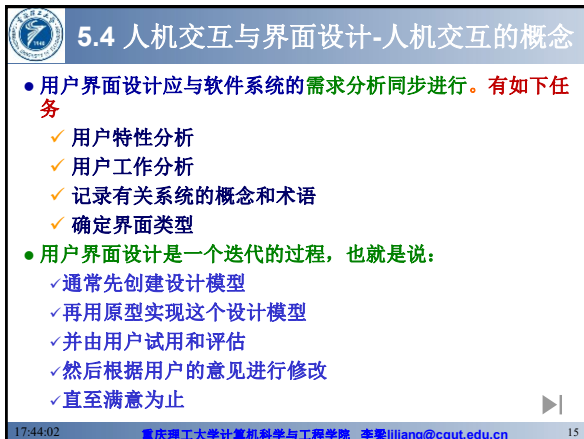 5.4 人机交互与界面设计-人机交互的概念
用户界面设计应与软件系统的需求分析同步进行。有如下任
务
用户特性分析
用户工作分析
记录有关系统的概念和术语
确定界面类型
用户界面设计是一个迭代的过程，也就是说：
通常先创建设计模型
再用原型实现这个设计模型
并由用户试用和评估
然后根据用户的意见进行修改
直至满意为止
17:44:02
重庆理工大学计算机科学与工程学院 李梁liliang@cqut.edu.cn
15